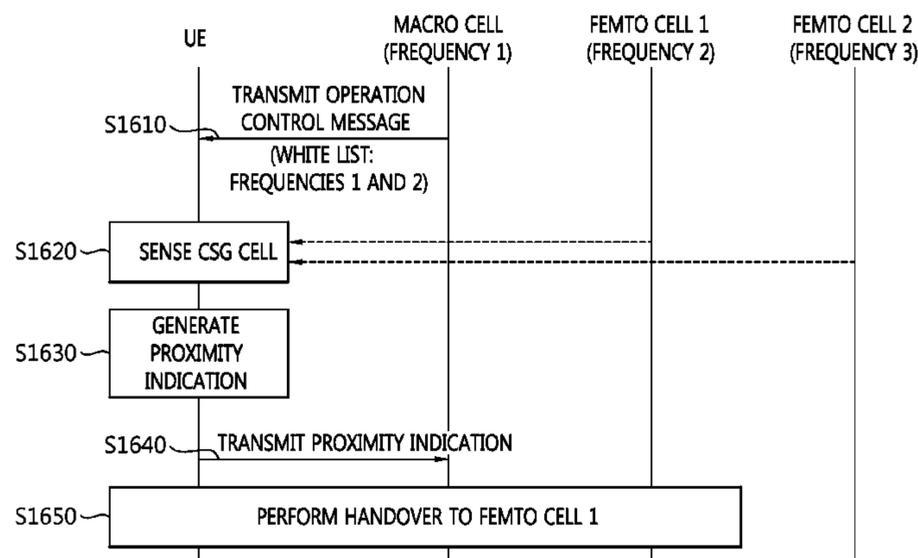 UE
MACRO CELL
(FREQUENCY 1)
FEMTO CELL 1
(FREQUENCY 2)
FEMTO CELL 2
(FREQUENCY 3)
S1610
TRANSMIT OPERATION
CONTROL MESSAGE
(WHITE LIST:
FREQUENCIES 1 AND 2)
S1620
SENSE CSG CELL
S1630
GENERATE
PROXIMITY
INDICATION
S1640
TRANSMIT PROXIMITY INDICATION
S1650
PERFORM HANDOVER TO FEMTO CELL 1